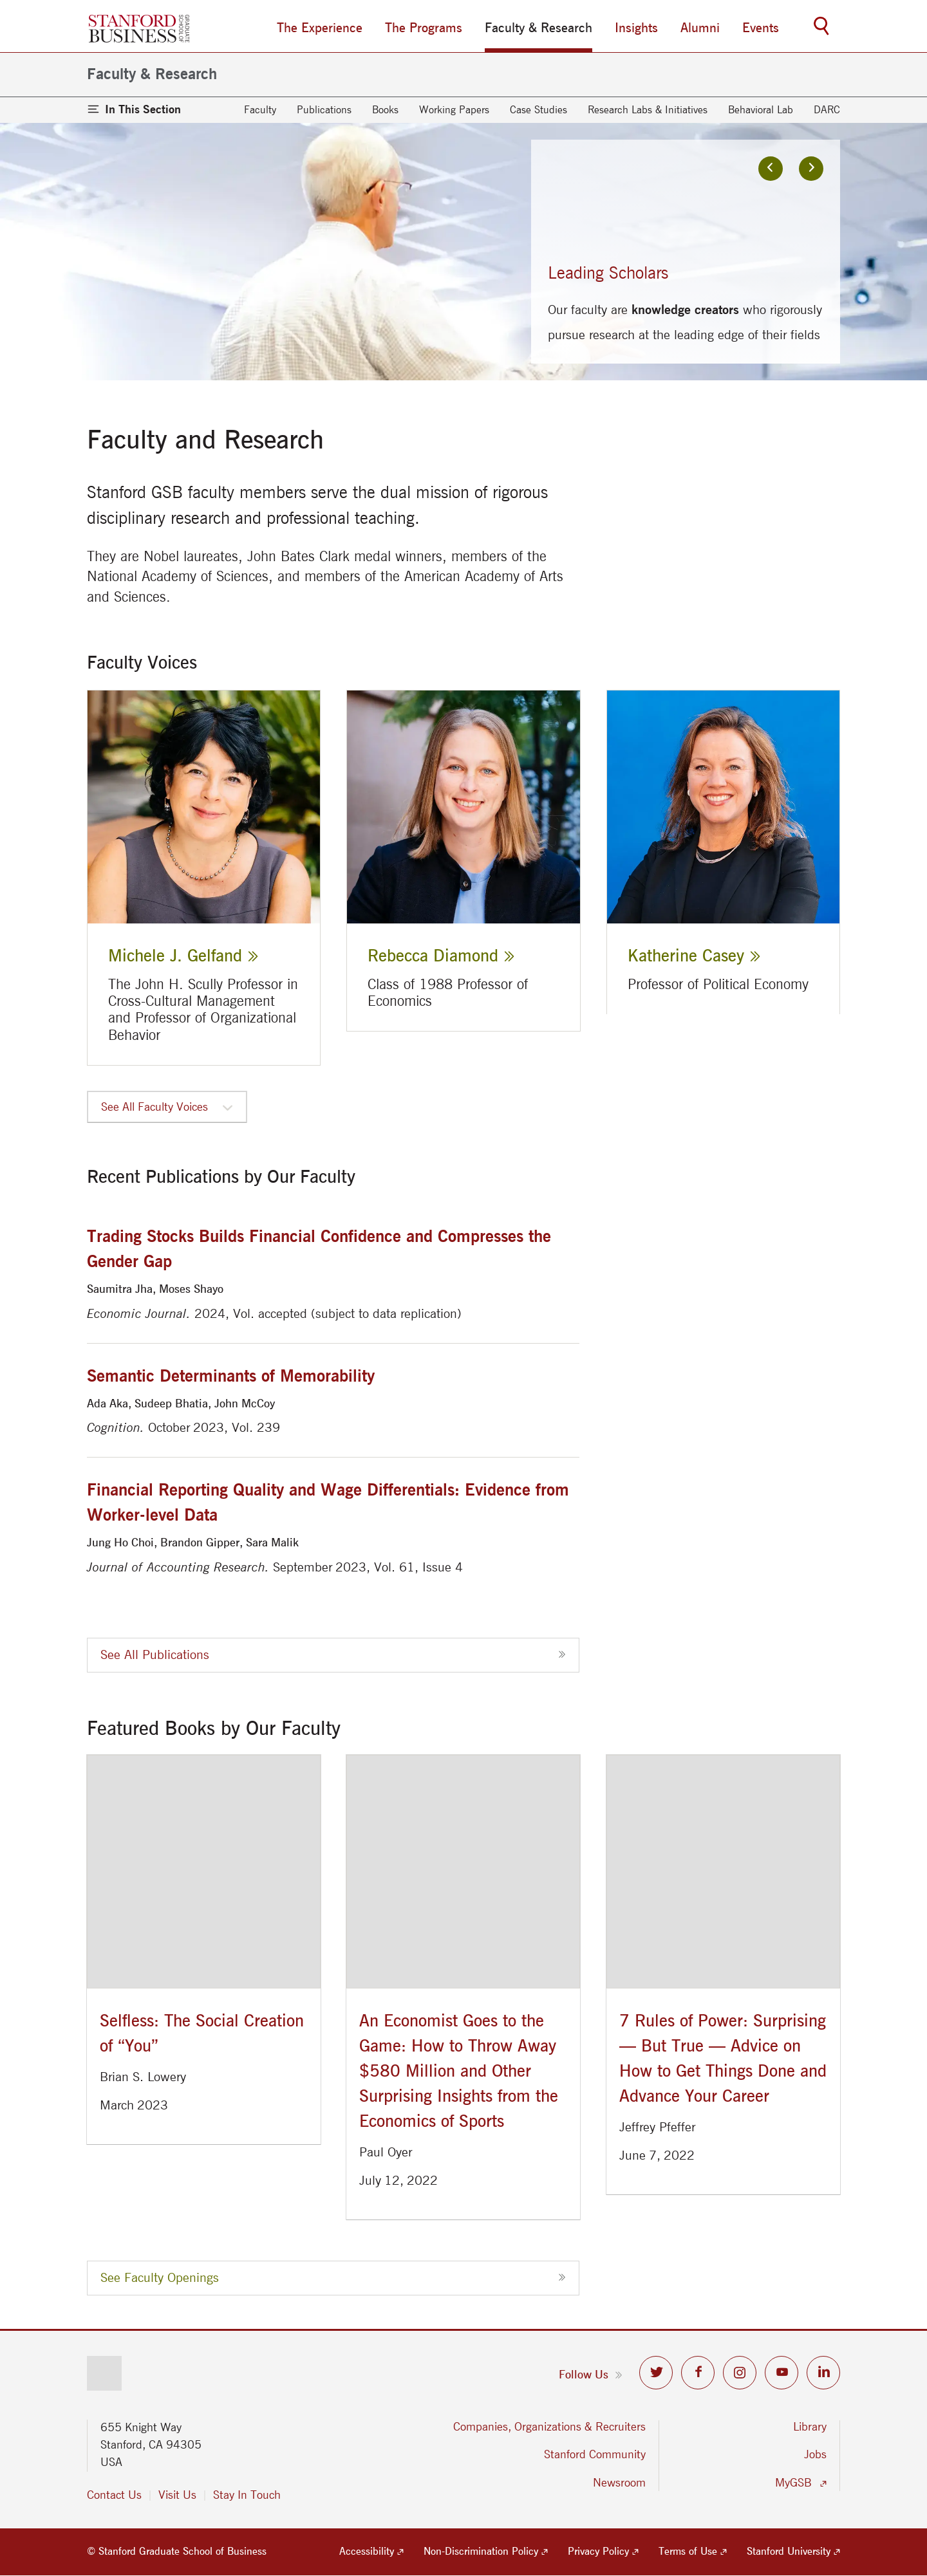 STANFORD
BUSINESS
GRADUATE
SCHOOL OF
The Experience
The Programs
Faculty & Research
Insights
Alumni
Events
Faculty & Research
In This Section
Faculty
Publications
Books
Working Papers
Case Studies
Research Labs & Initiatives
Behavioral Lab
DARC
Leading Scholars
Our faculty are knowledge creators who rigorously
pursue research at the leading edge of their fields
Faculty and Research
Stanford GSB faculty members serve the dual mission of rigorous
disciplinary research and professional teaching.
They are Nobel laureates, John Bates Clark medal winners, members of the
National Academy of Sciences, and members of the American Academy of Arts
and Sciences.
Faculty Voices
Michele J. Gelfand
The John H. Scully Professor in
Cross-Cultural Management
and Professor of Organizational
Behavior
Rebecca Diamond
Class of 1988 Professor of
Economics
Katherine Casey
Professor of Political Economy
See All Faculty Voices
Recent Publications by Our Faculty
Trading Stocks Builds Financial Confidence and Compresses the
Gender Gap
Saumitra Jha, Moses Shayo
Economic Journal. 2024, Vol. accepted (subject to data replication)
Semantic Determinants of Memorability
Ada Aka, Sudeep Bhatia, John McCoy
Cognition. October 2023, Vol. 239
Financial Reporting Quality and Wage Differentials: Evidence from
Worker-level Data
Jung Ho Choi, Brandon Gipper, Sara Malik
Journal of Accounting Research. September 2023, Vol. 61, Issue 4
See All Publications
Featured Books by Our Faculty
Selfless: The Social Creation
of “You”
Brian S. Lowery
March 2023
An Economist Goes to the
Game: How to Throw Away
$580 Million and Other
Surprising Insights from the
Economics of Sports
Paul Oyer
July 12, 2022
7 Rules of Power: Surprising
— But True — Advice on
How to Get Things Done and
Advance Your Career
Jeffrey Pfeffer
June 7, 2022
See Faculty Openings
Follow Us
655 Knight Way
Stanford, CA 94305
USA
Contact Us
Visit Us
Stay In Touch
Companies, Organizations & Recruiters
Stanford Community
Newsroom
Library
Jobs
MyGSB
© Stanford Graduate School of Business
Accessibility
Non-Discrimination Policy
Privacy Policy
Terms of Use
Stanford University